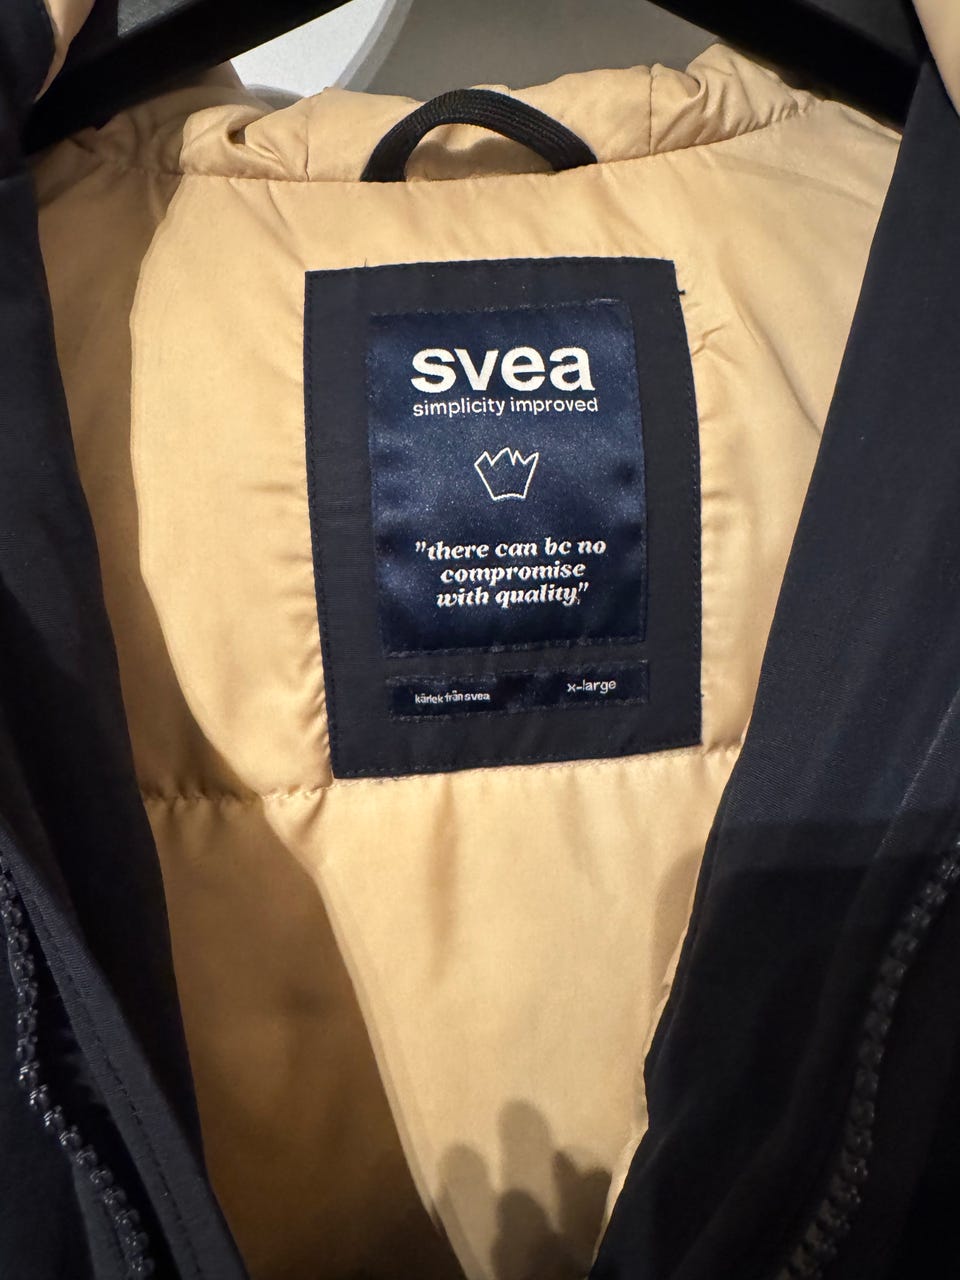 svea
simplicity improved
"there can be no
compromise
with quality"
kärlek från svea
x-large